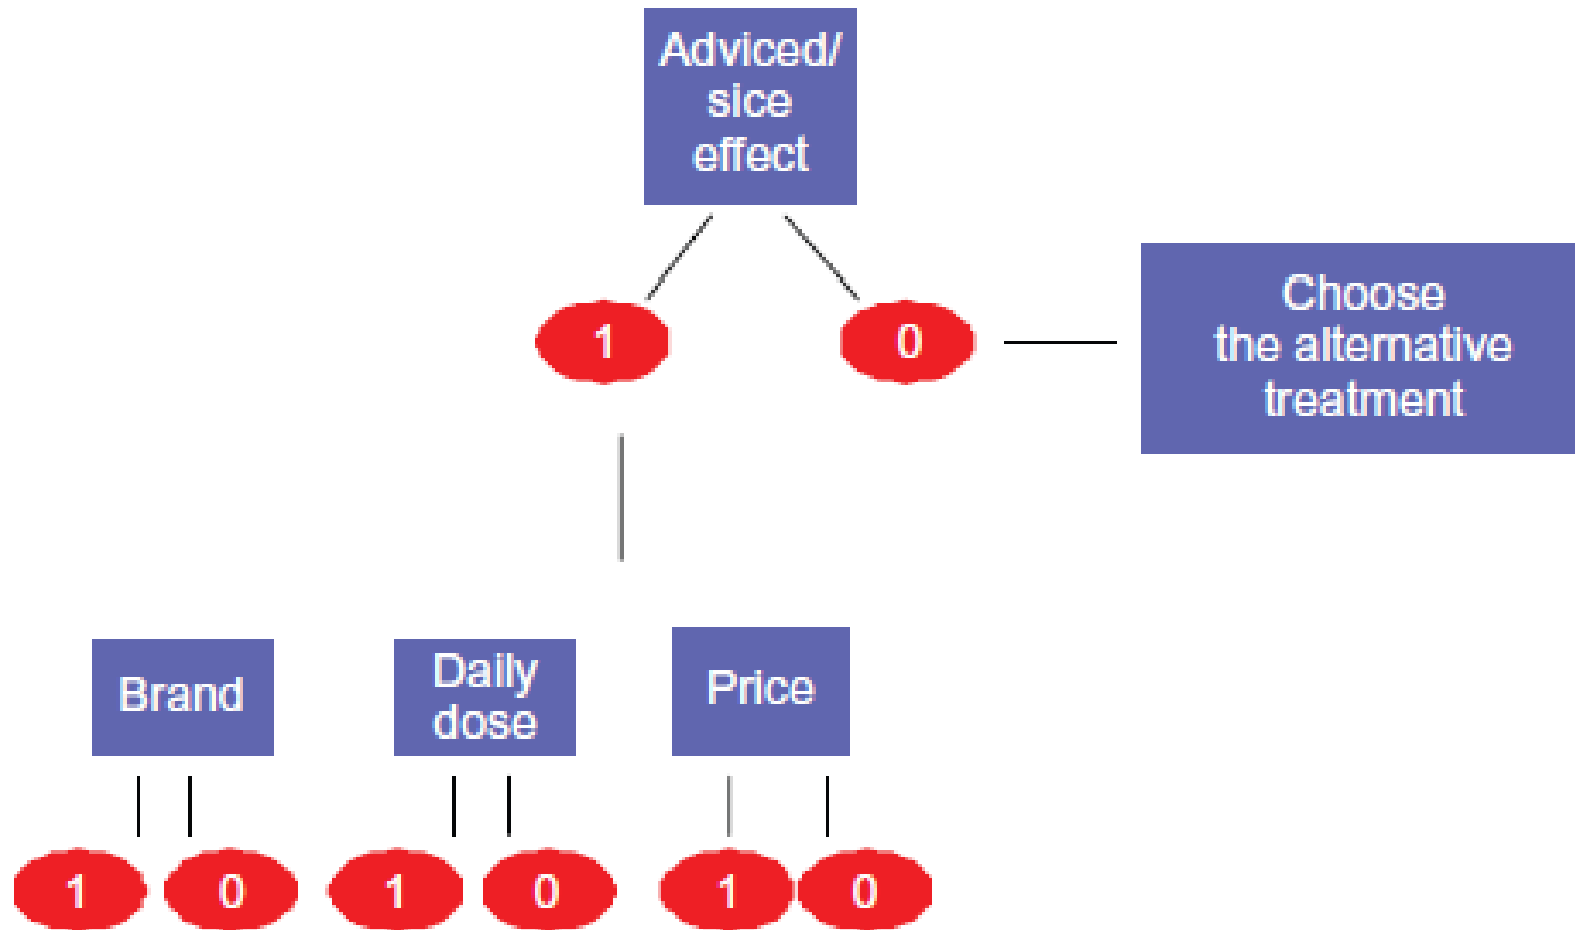 Adviced/
sice
effect
1
0
Choose
the alternative
treatment
Brand
Daily
dose
Price
1
0
1
0
1
0